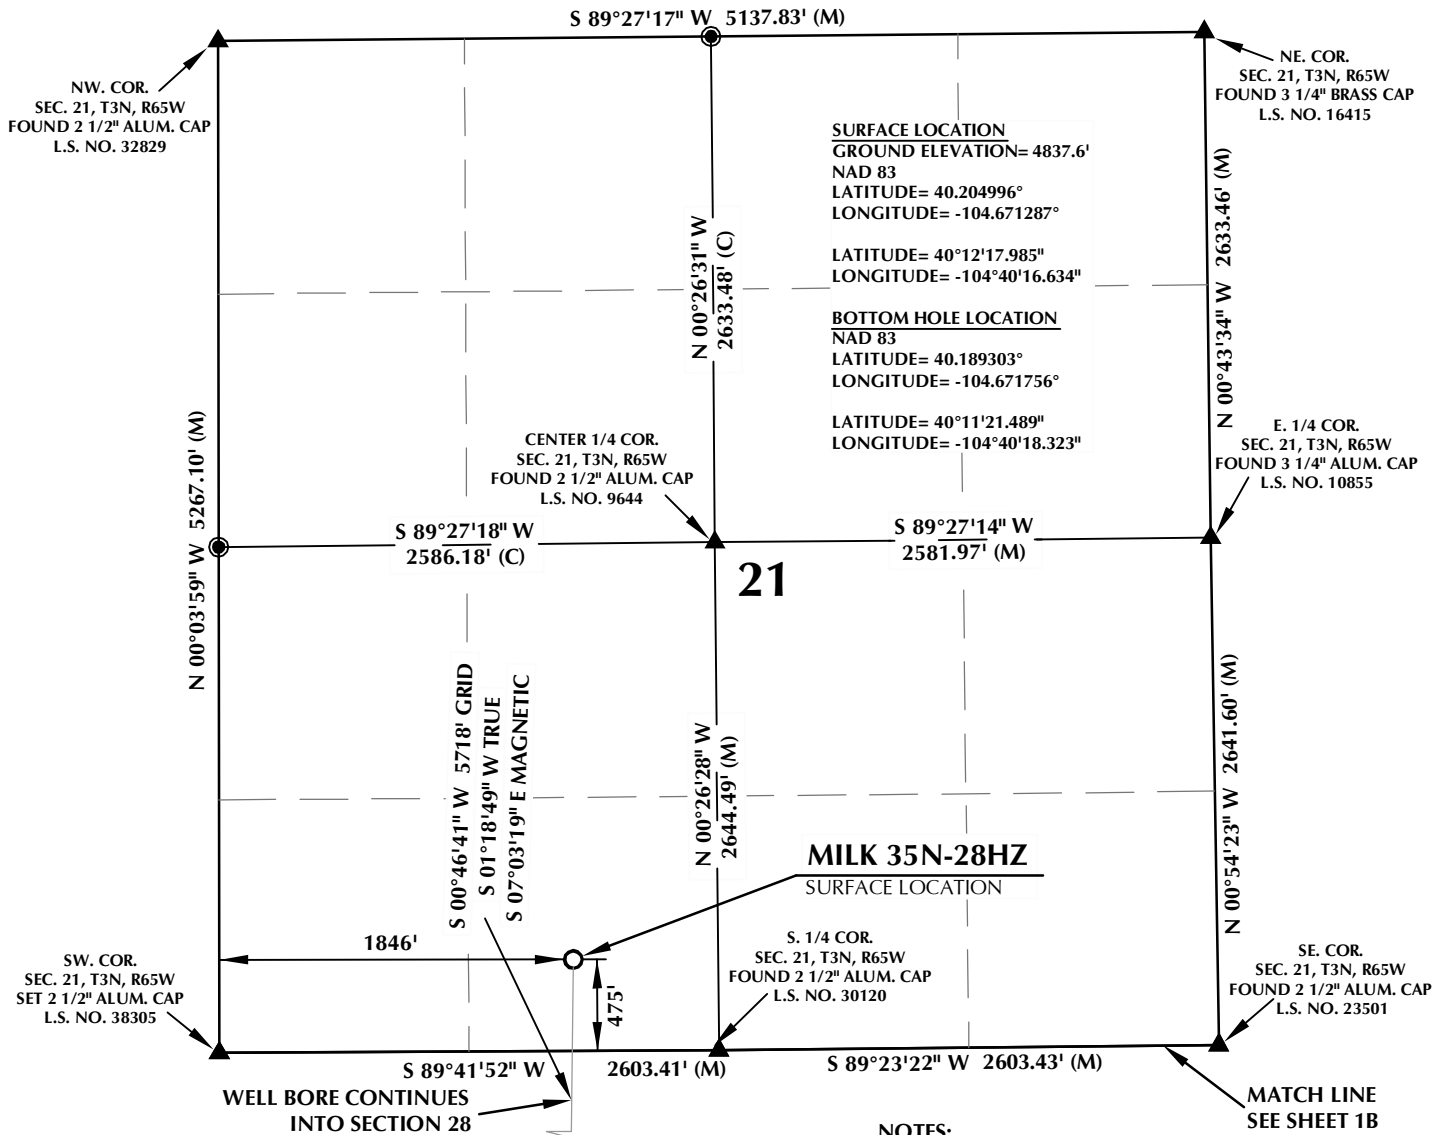 S 89°27'17" W 5137.83' (M)
NW. COR.
SEC. 21, T3N, R65W
FOUND 2 1/2" ALUM. CAP
L.S. NO. 32829
NE. COR.
SEC. 21, T3N, R65W
FOUND 3 1/4" BRASS CAP
L.S. NO. 16415
SURFACE LOCATION
GROUND ELEVATION= 4837.6'
NAD 83
LATITUDE= 40.204996°
LONGITUDE= -104.671287°
LATITUDE= 40°12'17.985"
LONGITUDE= -104°40'16.634"
BOTTOM HOLE LOCATION
NAD 83
LATITUDE= 40.189303°
LONGITUDE= -104.671756°
LATITUDE= 40°11'21.489"
LONGITUDE= -104°40'18.323"
N 00°26'31" W
2633.48' (C)
N 00°43'34" W 2633.46' (M)
N 00°03'59" W 5267.10' (M)
CENTER 1/4 COR.
SEC. 21, T3N, R65W
FOUND 2 1/2" ALUM. CAP
L.S. NO. 9644
E. 1/4 COR.
SEC. 21, T3N, R65W
FOUND 3 1/4" ALUM. CAP
L.S. NO. 10855
S 89°27'18" W
2586.18' (C)
S 89°27'14" W
2581.97' (M)
21
S 00°46'41" W 5718' GRID
S 01°18'49" W TRUE
S 07°03'19" E MAGNETIC
N 00°26'28" W
2644.49' (M)
N 00°54'23" W 2641.60' (M)
MILK 35N-28HZ
SURFACE LOCATION
1846'
475'
SW. COR.
SEC. 21, T3N, R65W
SET 2 1/2" ALUM. CAP
L.S. NO. 38305
S. 1/4 COR.
SEC. 21, T3N, R65W
FOUND 2 1/2" ALUM. CAP
L.S. NO. 30120
SE. COR.
SEC. 21, T3N, R65W
FOUND 2 1/2" ALUM. CAP
L.S. NO. 23501
S 89°41'52" W 2603.41' (M)
S 89°23'22" W 2603.43' (M)
WELL BORE CONTINUES
INTO SECTION 28
MATCH LINE
SEE SHEET 1B
NOTES: